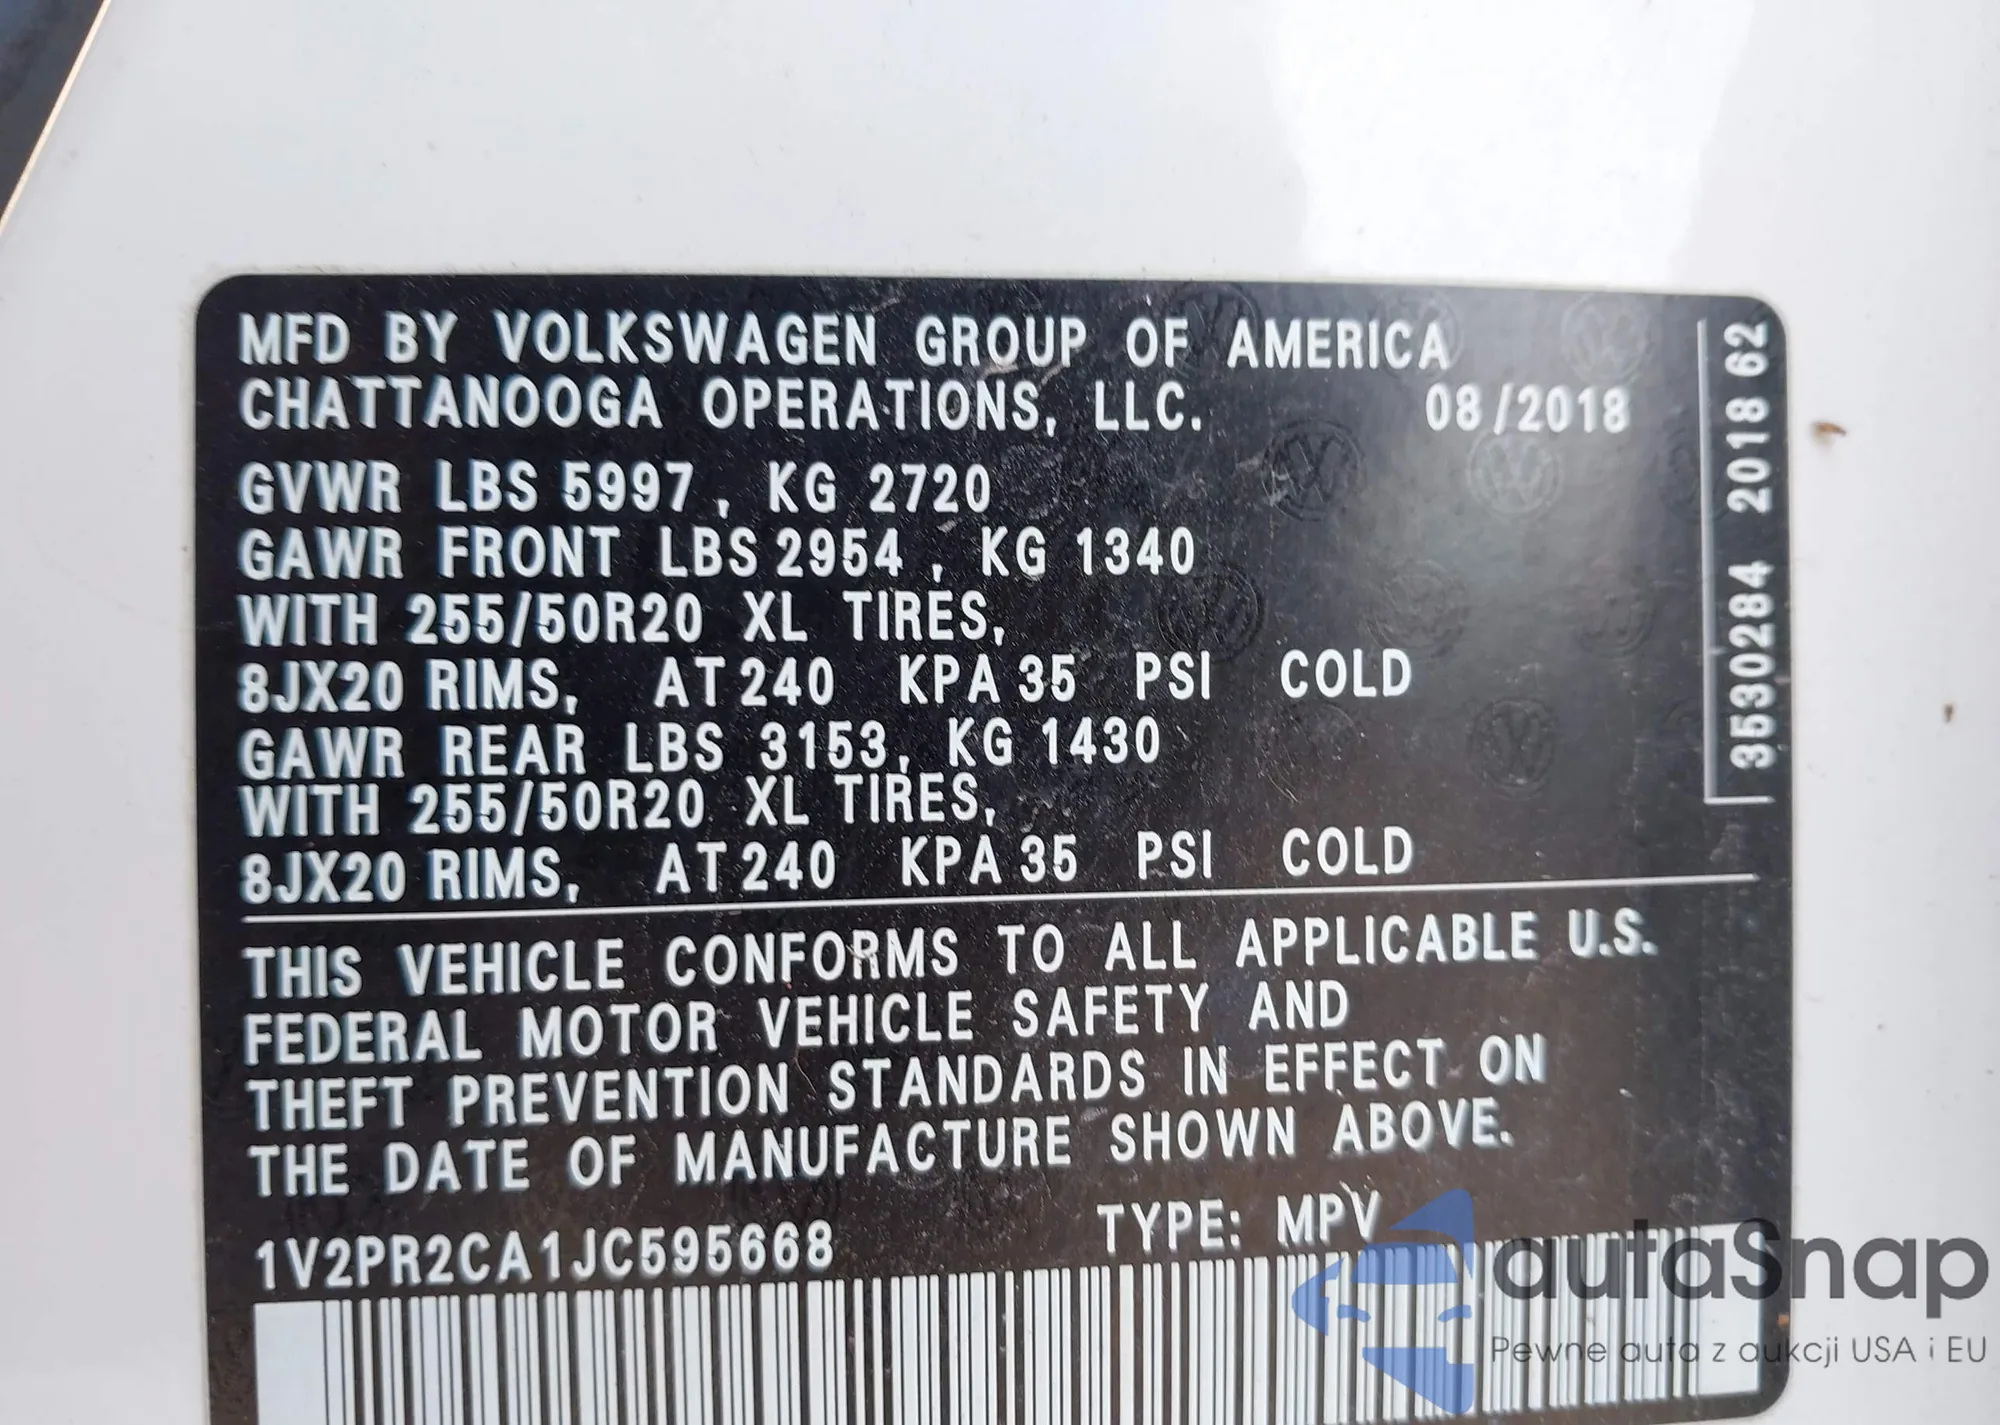 MFD BY VOLKSWAGEN GROUP OF AMERICA
CHATTANOOGA OPERATIONS, LLC. 08/2018
GVWR LBS 5997, KG 2720
GAWR FRONT LBS 2954, KG 1340
WITH 255/50R20 XL TIRES,
8JX20 RIMS, AT 240 KPA 35 PSI COLD
GAWR REAR LBS 3153, KG 1430
WITH 255/50R20 XL TIRES,
8JX20 RIMS, AT 240 KPA 35 PSI COLD
3530284 2018 62
THIS VEHICLE CONFORMS TO ALL APPLICABLE U.S.
FEDERAL MOTOR VEHICLE SAFETY AND
THEFT PREVENTION STANDARDS IN EFFECT ON
THE DATE OF MANUFACTURE SHOWN ABOVE.
1V2PR2CA1JC595668 TYPE: MPV
autaSnap
Pewne auta z aukcji USA i EU